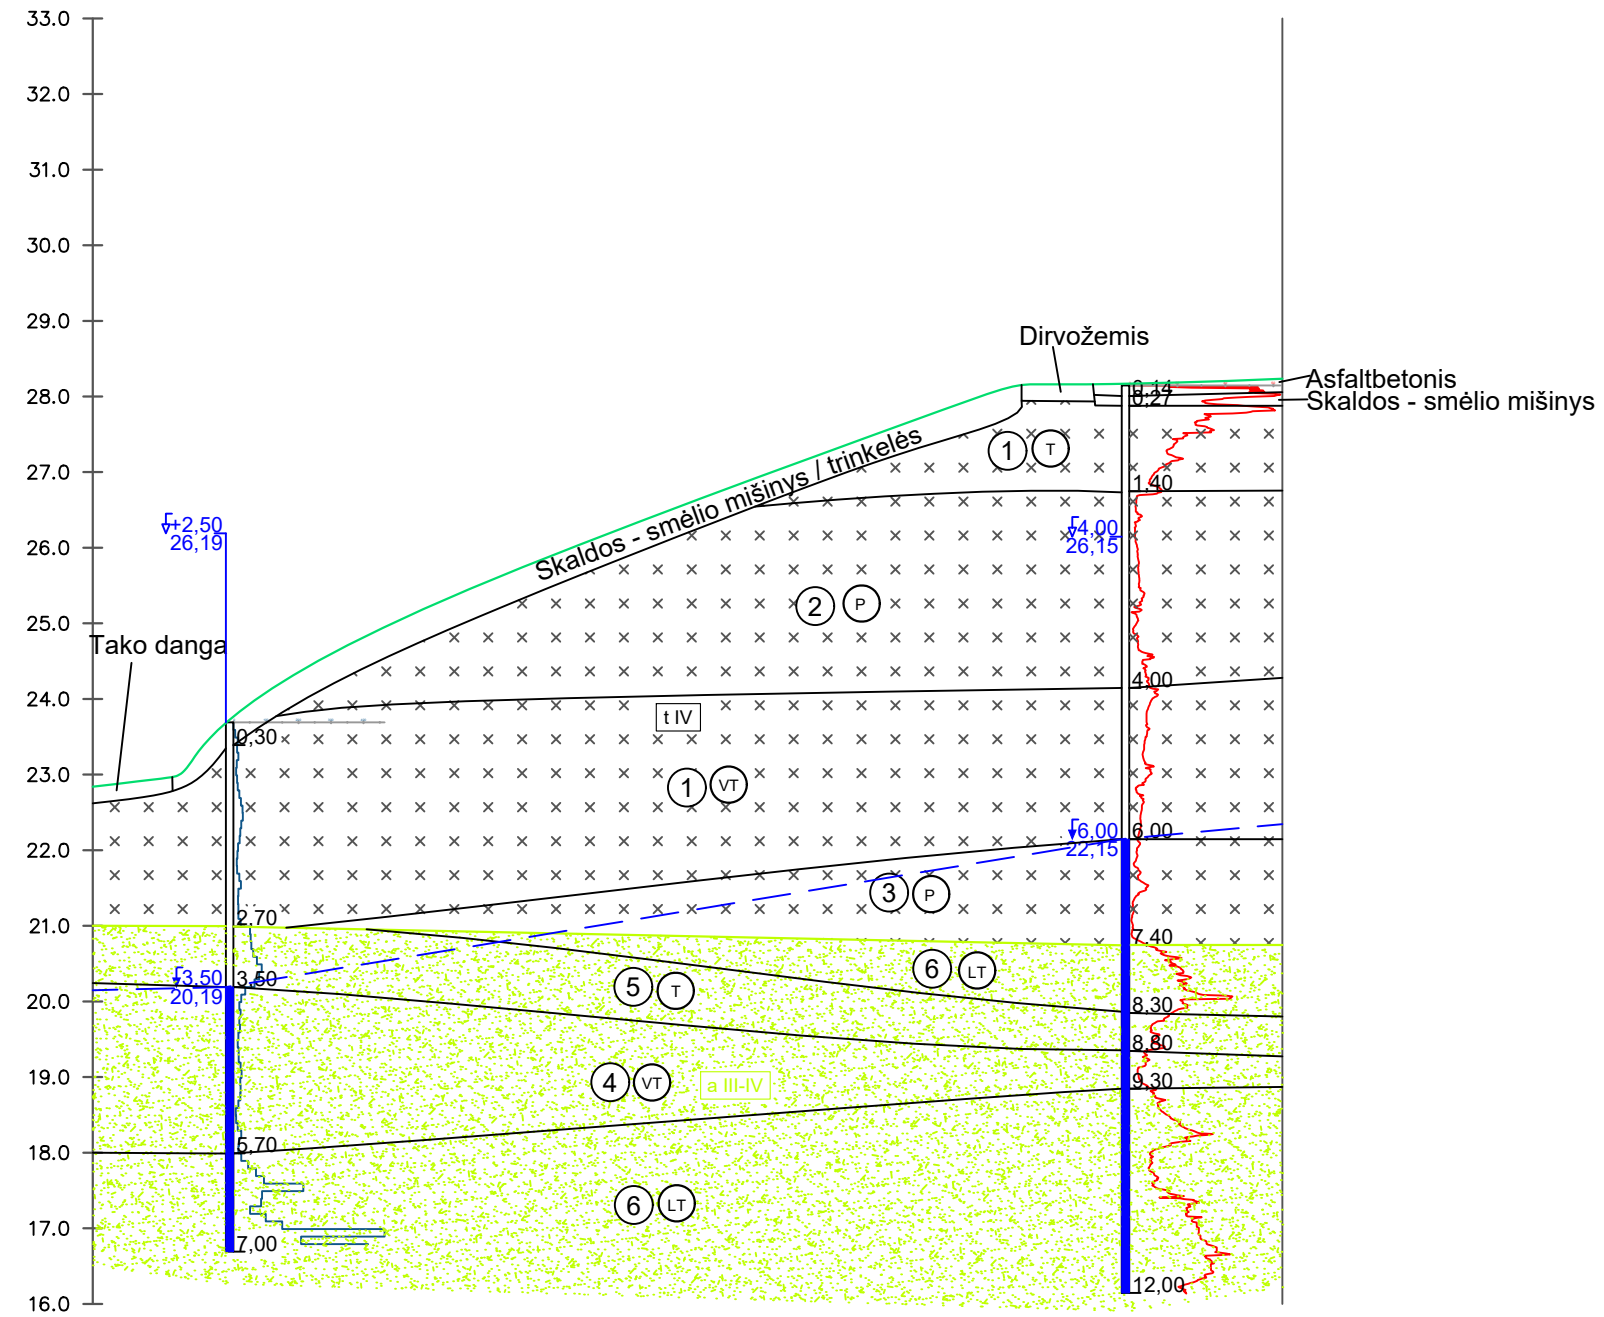 33.0
32.0
31.0
30.0
29.0
28.0
27.0
26.0
25.0
24.0
23.0
22.0
21.0
20.0
19.0
18.0
17.0
16.0
Dirvožemis
Asfaltbetonis
Skaldos - smėlio mišinys
Skaldos - smėlio mišinys / trinkelės
Tako danga
+2,50
26,19
0,30
2,70
3,50
3,50
20,19
5,70
7,00
0,14
0,27
1,40
4,00
26,15
4,00
6,00
22,15
6,00
7,40
8,30
8,80
9,30
12,00
1 T
2 P
t IV
1 VT
3 P
6 LT
5 T
4 VT
a III-IV
6 LT